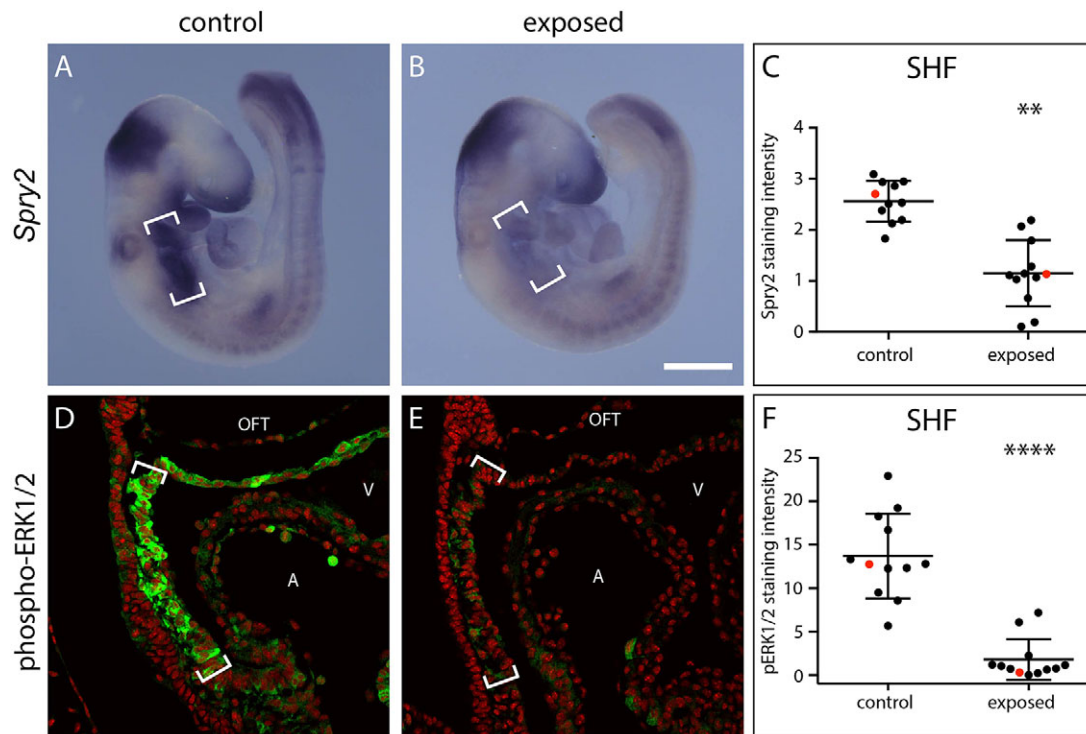 control
exposed
Spry2
A
B
C
SHF
**
Spry2 staining intensity
4
3
2
1
0
control
exposed
phospho-ERK1/2
D
OFT
V
A
E
OFT
V
A
F
SHF
****
pERK1/2 staining intensity
25
20
15
10
5
0
control
exposed